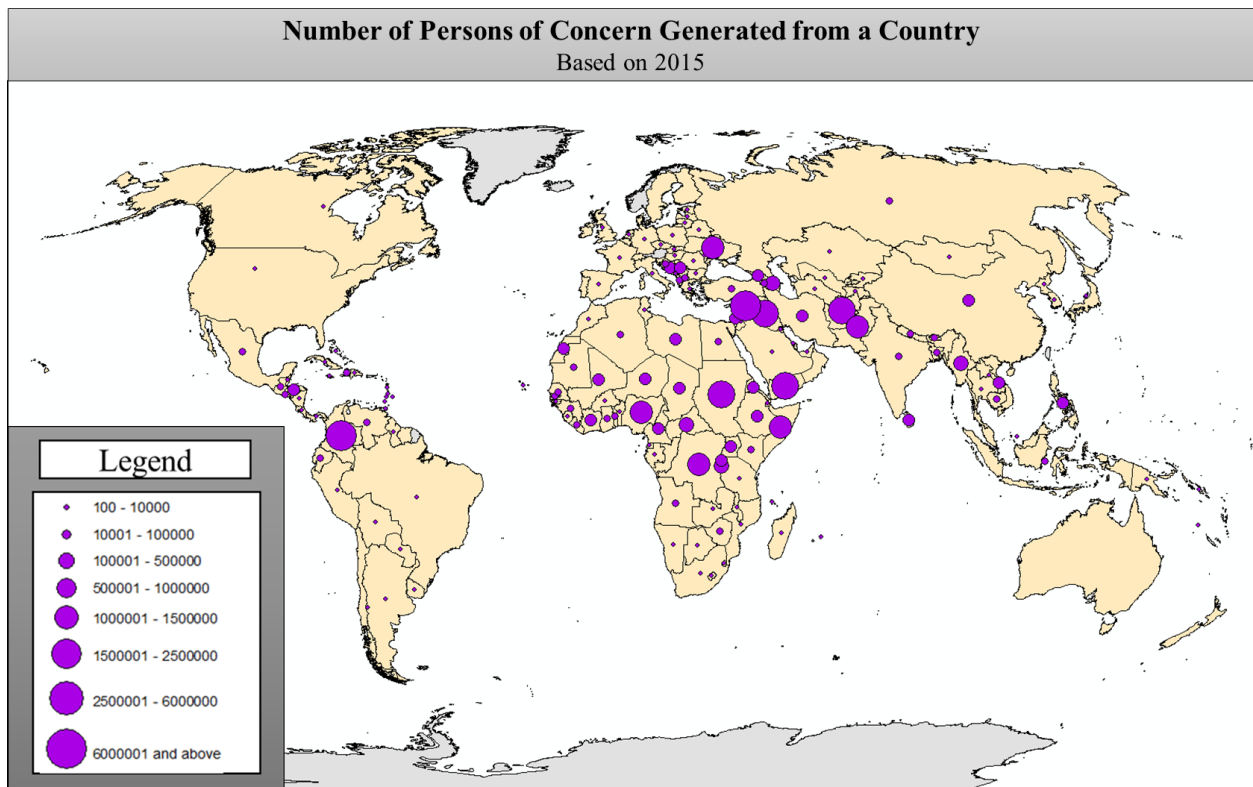 Number of Persons of Concern Generated from a Country
Based on 2015
Legend
100 - 10000
10001 - 100000
100001 - 500000
500001 - 1000000
1000001 - 1500000
1500001 - 2500000
2500001 - 6000000
6000001 and above